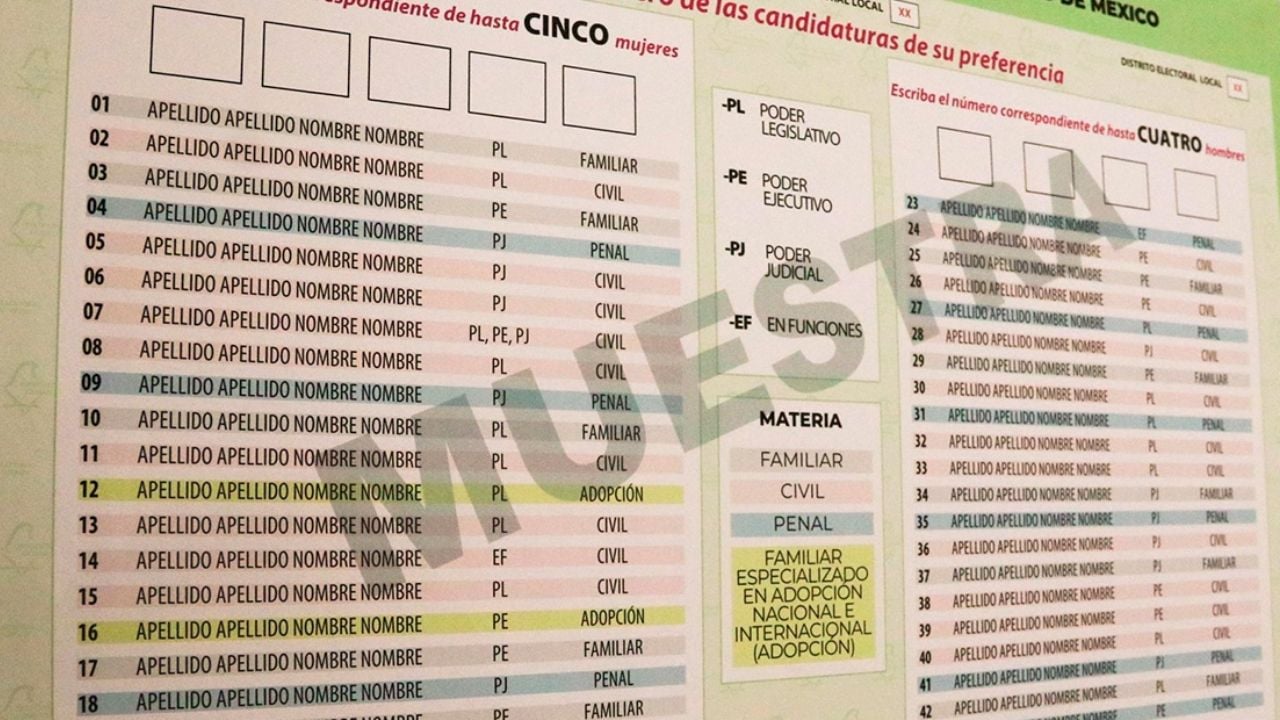 rrespondiente de hasta CINCO mujeres
01 APELLIDO APELLIDO NOMBRE NOMBRE PL FAMILIAR
02 APELLIDO APELLIDO NOMBRE NOMBRE PL CIVIL
03 APELLIDO APELLIDO NOMBRE NOMBRE PE FAMILIAR
04 APELLIDO APELLIDO NOMBRE NOMBRE PJ PENAL
05 APELLIDO APELLIDO NOMBRE NOMBRE PJ CIVIL
06 APELLIDO APELLIDO NOMBRE NOMBRE PJ CIVIL
07 APELLIDO APELLIDO NOMBRE NOMBRE PL, PE, PJ CIVIL
08 APELLIDO APELLIDO NOMBRE NOMBRE PL CIVIL
09 APELLIDO APELLIDO NOMBRE NOMBRE PJ PENAL
10 APELLIDO APELLIDO NOMBRE NOMBRE PL FAMILIAR
11 APELLIDO APELLIDO NOMBRE NOMBRE PL CIVIL
12 APELLIDO APELLIDO NOMBRE NOMBRE PL ADOPCIÓN
13 APELLIDO APELLIDO NOMBRE NOMBRE PL CIVIL
14 APELLIDO APELLIDO NOMBRE NOMBRE EF CIVIL
15 APELLIDO APELLIDO NOMBRE NOMBRE PL CIVIL
16 APELLIDO APELLIDO NOMBRE NOMBRE PE ADOPCIÓN
17 APELLIDO APELLIDO NOMBRE NOMBRE PE FAMILIAR
18 APELLIDO APELLIDO NOMBRE NOMBRE PJ PENAL
PE FAMILIAR
LOCAL XX
DE MÉXICO
de las candidaturas de su preferencia
DISTRITO ELECTORAL LOCAL XX
-PL PODER
LEGISLATIVO
-PE PODER
EJECUTIVO
-PJ PODER
JUDICIAL
-EF EN FUNCIONES
MATERIA
FAMILIAR
CIVIL
PENAL
FAMILIAR
ESPECIALIZADO
EN ADOPCIÓN
NACIONAL E
INTERNACIONAL
(ADOPCIÓN)
Escriba el número correspondiente de hasta CUATRO hombres
23 APELLIDO APELLIDO NOMBRE NOMBRE EF PENAL
24 APELLIDO APELLIDO NOMBRE NOMBRE PE CIVIL
25 APELLIDO APELLIDO NOMBRE NOMBRE PE FAMILIAR
26 APELLIDO APELLIDO NOMBRE NOMBRE PE CIVIL
27 APELLIDO APELLIDO NOMBRE NOMBRE PL PENAL
28 APELLIDO APELLIDO NOMBRE NOMBRE PJ CIVIL
29 APELLIDO APELLIDO NOMBRE NOMBRE PE FAMILIAR
30 APELLIDO APELLIDO NOMBRE NOMBRE PL CIVIL
31 APELLIDO APELLIDO NOMBRE NOMBRE PL PENAL
32 APELLIDO APELLIDO NOMBRE NOMBRE PL CIVIL
33 APELLIDO APELLIDO NOMBRE NOMBRE PL CIVIL
34 APELLIDO APELLIDO NOMBRE NOMBRE PJ FAMILIAR
35 APELLIDO APELLIDO NOMBRE NOMBRE PJ PENAL
36 APELLIDO APELLIDO NOMBRE NOMBRE PJ CIVIL
37 APELLIDO APELLIDO NOMBRE NOMBRE PJ FAMILIAR
38 APELLIDO APELLIDO NOMBRE NOMBRE PE CIVIL
39 APELLIDO APELLIDO NOMBRE NOMBRE PE CIVIL
40 APELLIDO APELLIDO NOMBRE NOMBRE PL CIVIL
41 APELLIDO APELLIDO NOMBRE NOMBRE PJ PENAL
42 APELLIDO APELLIDO NOMBRE NOMBRE PL FAMILIAR
PE PENAL
MUESTRA